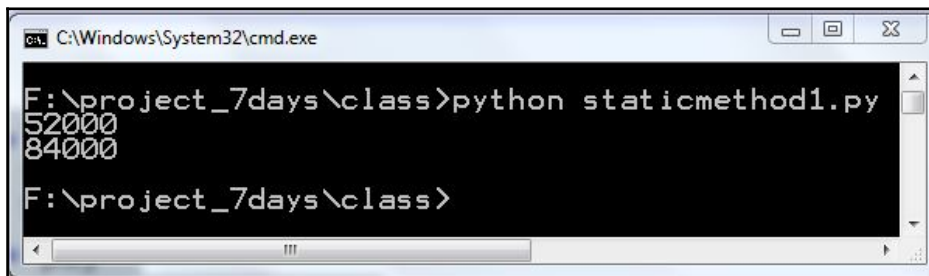 C:\Windows\System32\cmd.exe
F:\project_7days\class>python staticmethod1.py
52000
84000
F:\project_7days\class>